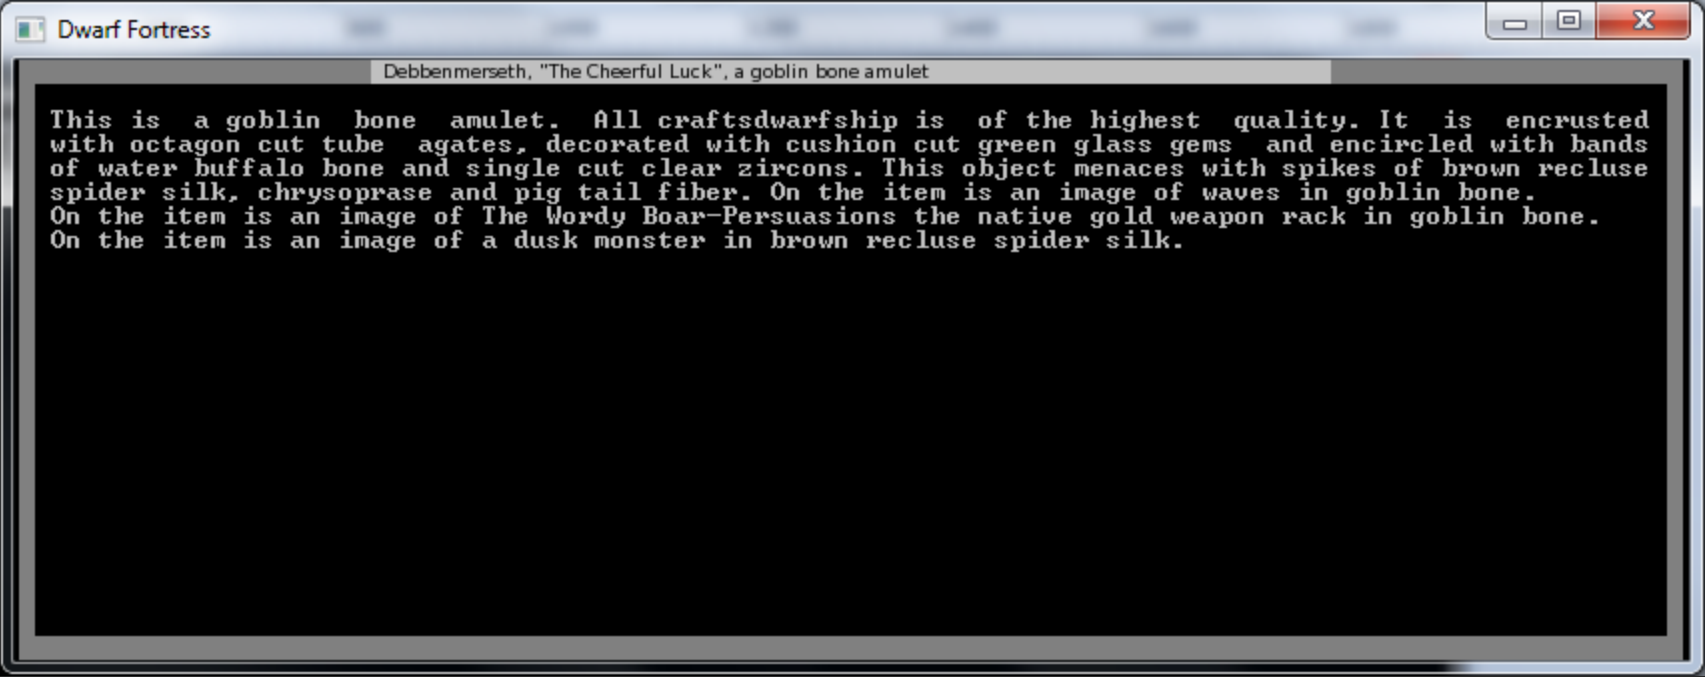 Dwarf Fortress
Debbenmerseth, "The Cheerful Luck", a goblin bone amulet
This is a goblin bone amulet. All craftsdwarfship is of the highest quality. It is encrusted
with octagon cut tube agates, decorated with cushion cut green glass gems and encircled with bands
of water buffalo bone and single cut clear zircons. This object menaces with spikes of brown recluse
spider silk, chrysoprase and pig tail fiber. On the item is an image of waves in goblin bone.
On the item is an image of The Wordy Boar-Persuasions the native gold weapon rack in goblin bone.
On the item is an image of a dusk monster in brown recluse spider silk.